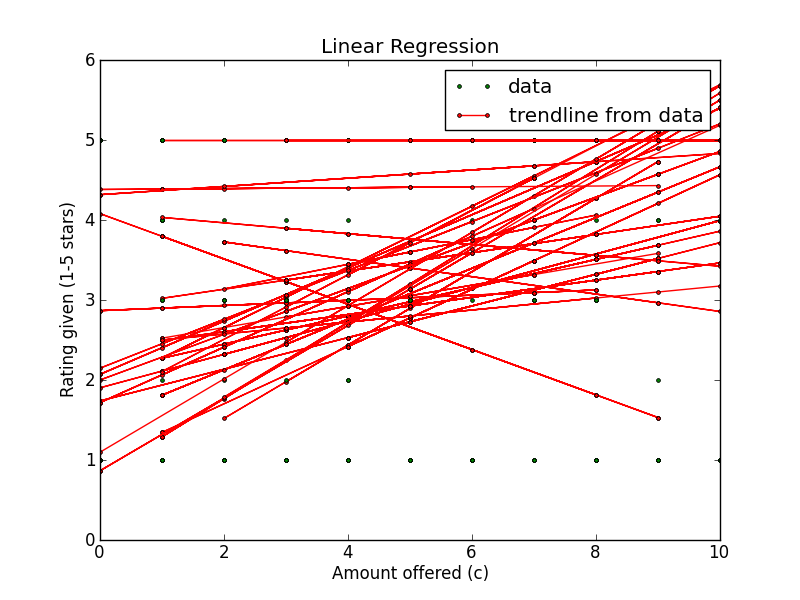 Linear Regression
data
trendline from data
Rating given (1-5 stars)
6
5
4
3
2
1
0
0 2 4 6 8 10
Amount offered (c)